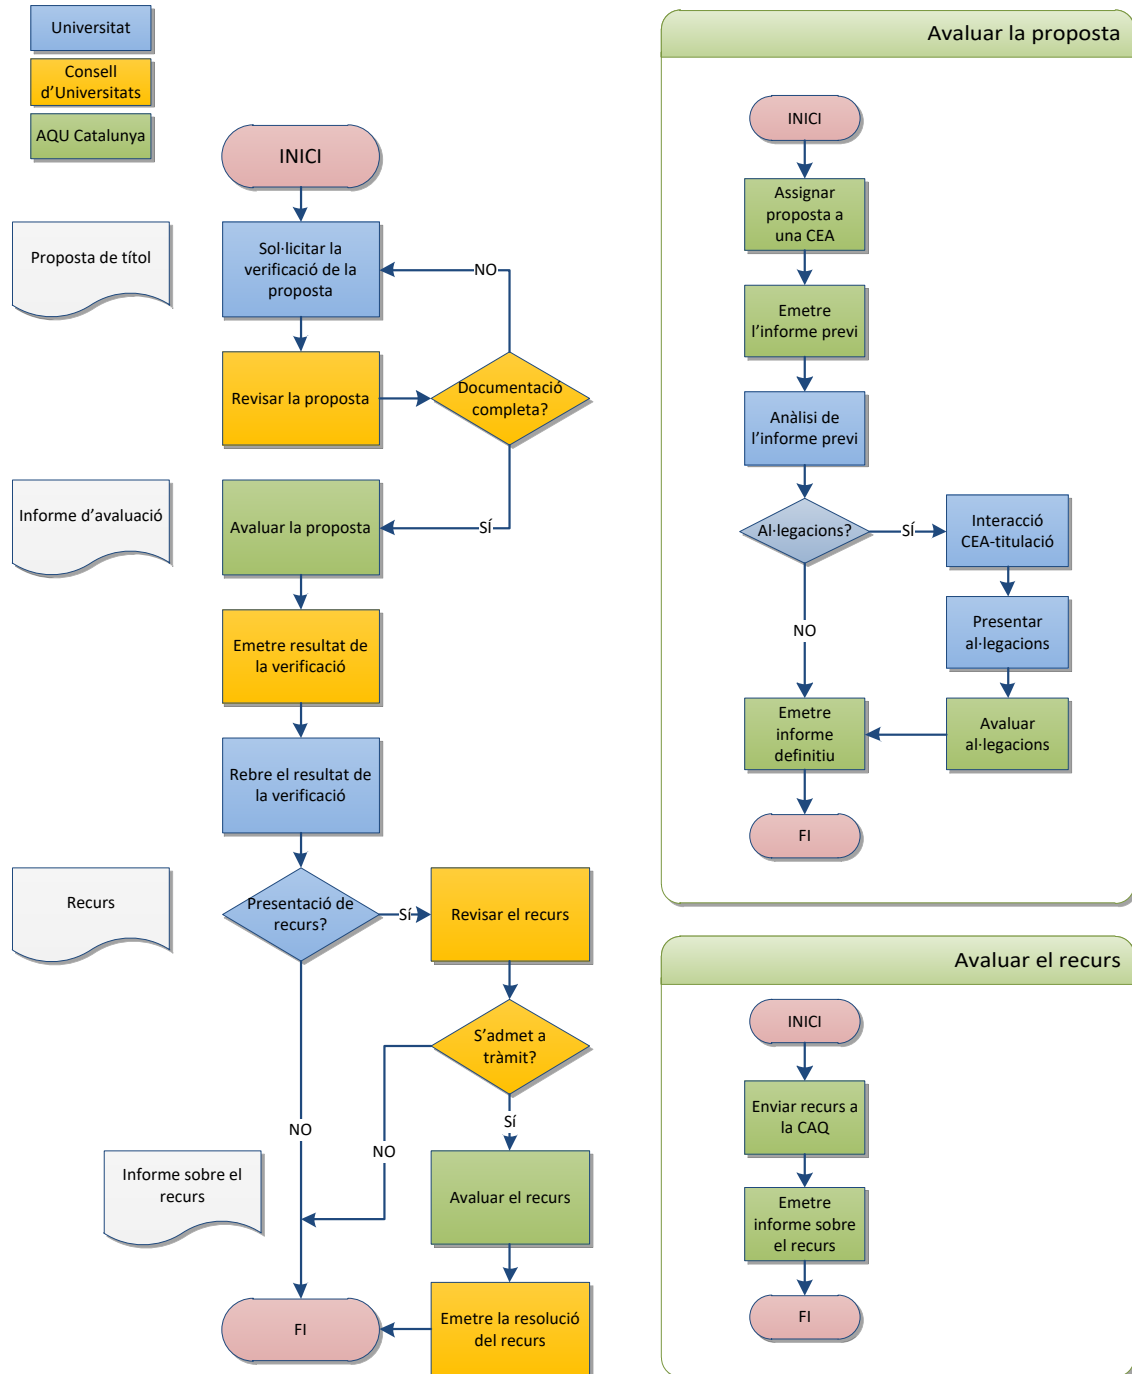 Universitat
Consell
d'Universitats
AQU Catalunya
INICI
Proposta de títol
Sol·licitar la
verificació de la
proposta
NO
Revisar la proposta
Documentació
completa?
Informe d'avaluació
Avaluar la proposta
SÍ
Emetre resultat de
la verificació
Rebre el resultat de
la verificació
Recurs
Presentació de
recurs?
Sí
Revisar el recurs
S'admet a
tràmit?
Sí
NO
NO
Informe sobre el
recurs
Avaluar el recurs
FI
Emetre la resolució
del recurs
Avaluar la proposta
INICI
Assignar
proposta a
una CEA
Emetre
l'informe previ
Anàlisi de
l'informe previ
Al·legacions?
SÍ
Interacció
CEA-titulació
NO
Presentar
al·legacions
Emetre
informe
definitiu
Avaluar
al·legacions
FI
Avaluar el recurs
INICI
Enviar recurs a
la CAQ
Emetre
informe sobre
el recurs
FI